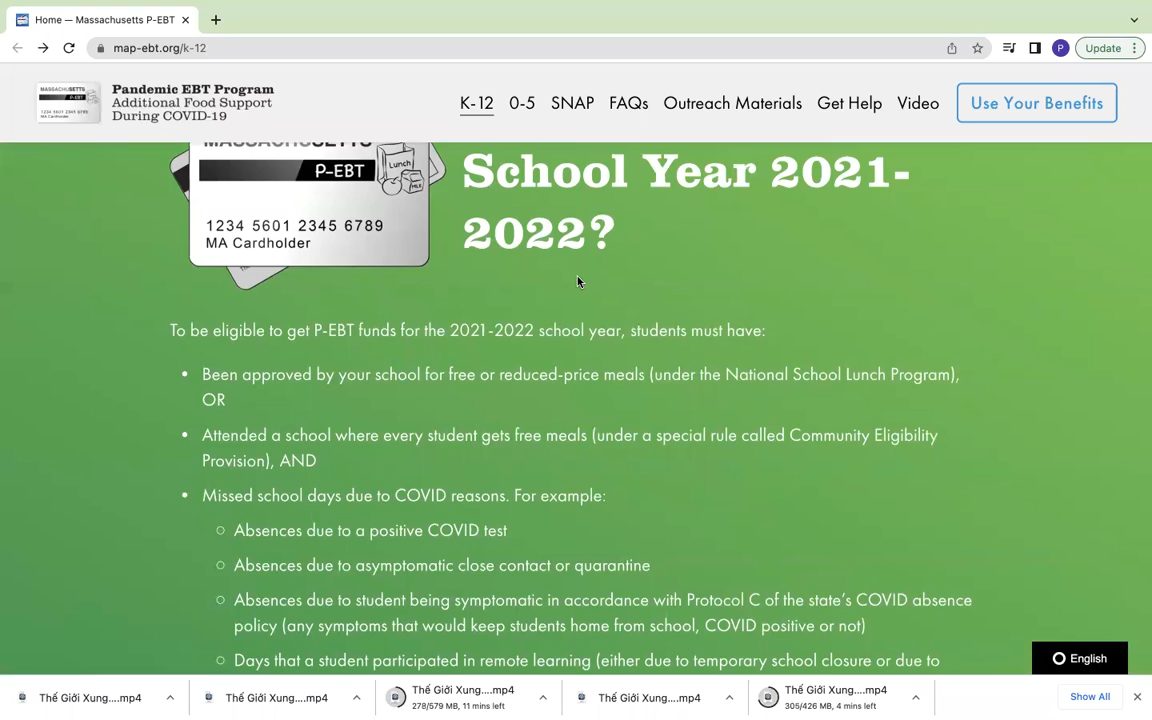 Home — Massachusetts P-EBT
map-ebt.org/k-12
P
Update
MASSACHUSETTS
P-EBT
Pandemic EBT Program
Additional Food Support
During COVID-19
K-12
0-5
SNAP
FAQs
Outreach Materials
Get Help
Video
Use Your Benefits
MASSACHUSETTS
P-EBT
Lunch
MILK
1234 5601 2345 6789
MA Cardholder
School Year 2021-
2022?
To be eligible to get P-EBT funds for the 2021-2022 school year, students must have:
• Been approved by your school for free or reduced-price meals (under the National School Lunch Program),
OR
• Attended a school where every student gets free meals (under a special rule called Community Eligibility
Provision), AND
• Missed school days due to COVID reasons. For example:
○ Absences due to a positive COVID test
○ Absences due to asymptomatic close contact or quarantine
○ Absences due to student being symptomatic in accordance with Protocol C of the state's COVID absence
policy (any symptoms that would keep students home from school, COVID positive or not)
○ Days that a student participated in remote learning (either due to temporary school closure or due to
English
Thế Giới Xung....mp4
Thế Giới Xung....mp4
Thế Giới Xung....mp4
278/579 MB, 11 mins left
Thế Giới Xung....mp4
Thế Giới Xung....mp4
305/426 MB, 4 mins left
Show All